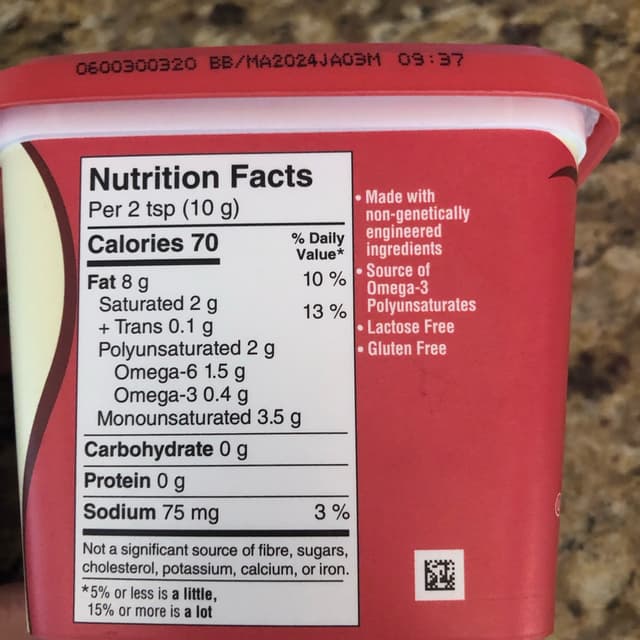 0600300320 BB/MA2024JA03M 09:37
Nutrition Facts
Per 2 tsp (10 g)
Calories 70
% Daily
Value*
Fat 8 g 10 %
Saturated 2 g
+ Trans 0.1 g 13 %
Polyunsaturated 2 g
Omega-6 1.5 g
Omega-3 0.4 g
Monounsaturated 3.5 g
Carbohydrate 0 g
Protein 0 g
Sodium 75 mg 3 %
Not a significant source of fibre, sugars,
cholesterol, potassium, calcium, or iron.
*5% or less is a little,
15% or more is a lot
• Made with
non-genetically
engineered
ingredients
• Source of
Omega-3
Polyunsaturates
• Lactose Free
• Gluten Free